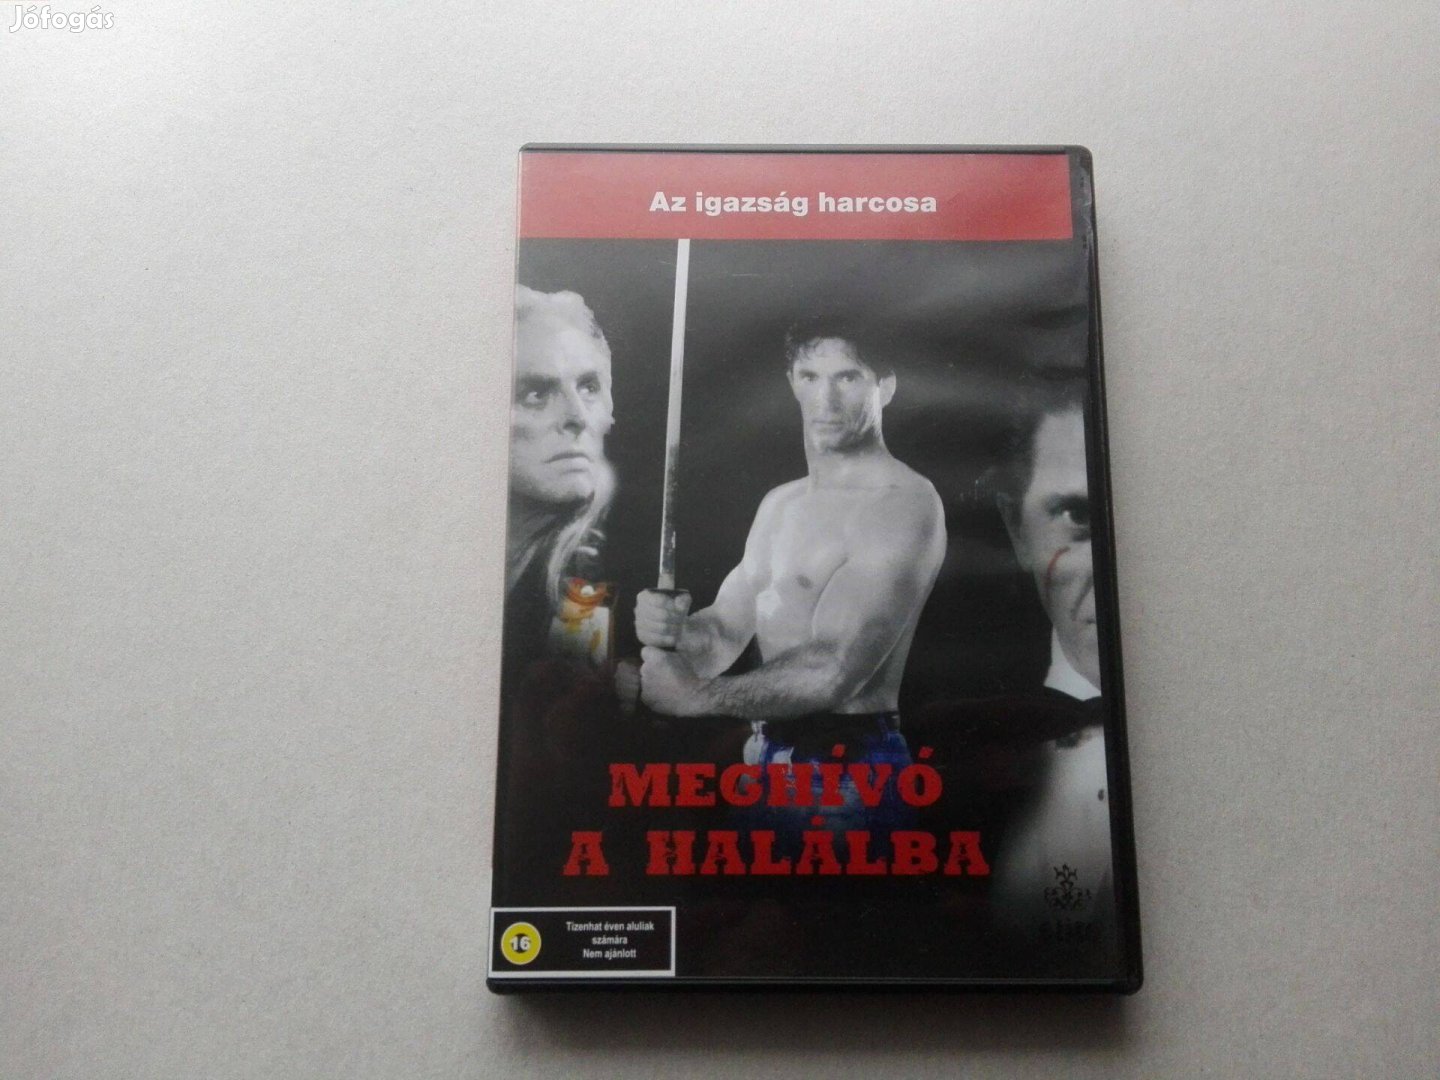 Jófogás
Az igazság harcosa
MEGHÍVÓ
A HALÁLBA
16
Tizenhat éven aluliak
számára
Nem ajánlott